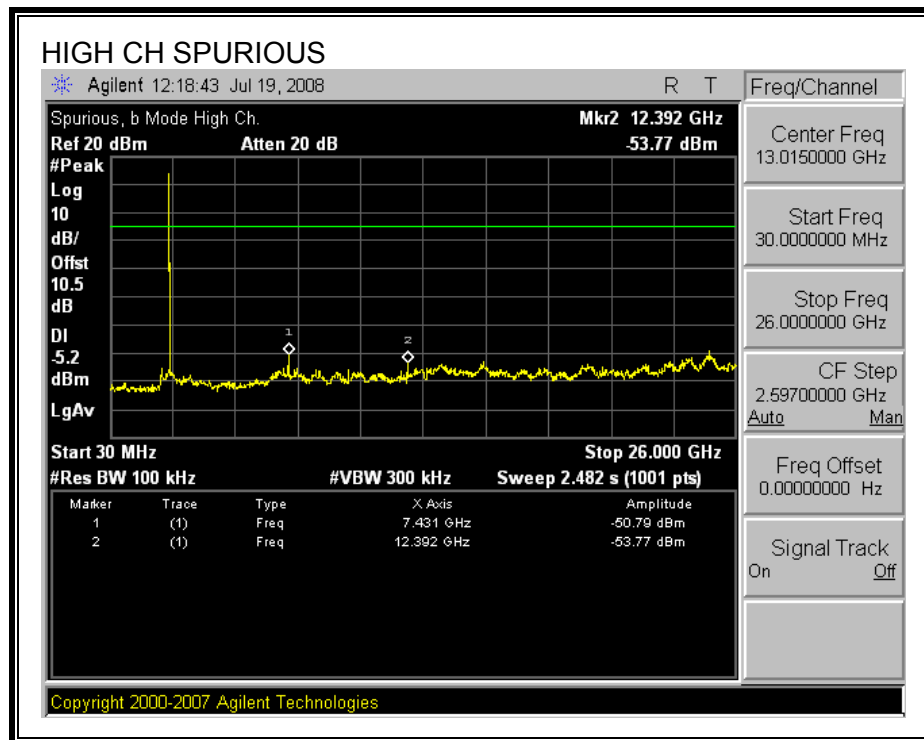 HIGH CH SPURIOUS
Agilent 12:18:43 Jul 19, 2008 R T
Spurious, b Mode High Ch. Mkr2 12.392 GHz
Ref 20 dBm Atten 20 dB -53.77 dBm
#Peak
Log
10
dB/
Offst
10.5
dB
DI
-5.2
dBm
LgAv
1
2
Start 30 MHz Stop 26.000 GHz
#Res BW 100 kHz #VBW 300 kHz Sweep 2.482 s (1001 pts)
Marker Trace Type X Axis Amplitude
1 (1) Freq 7.431 GHz -50.79 dBm
2 (1) Freq 12.392 GHz -53.77 dBm
Freq/Channel
Center Freq
13.0150000 GHz
Start Freq
30.0000000 MHz
Stop Freq
26.0000000 GHz
CF Step
2.59700000 GHz
Auto Man
Freq Offset
0.00000000 Hz
Signal Track
On Off
Copyright 2000-2007 Agilent Technologies